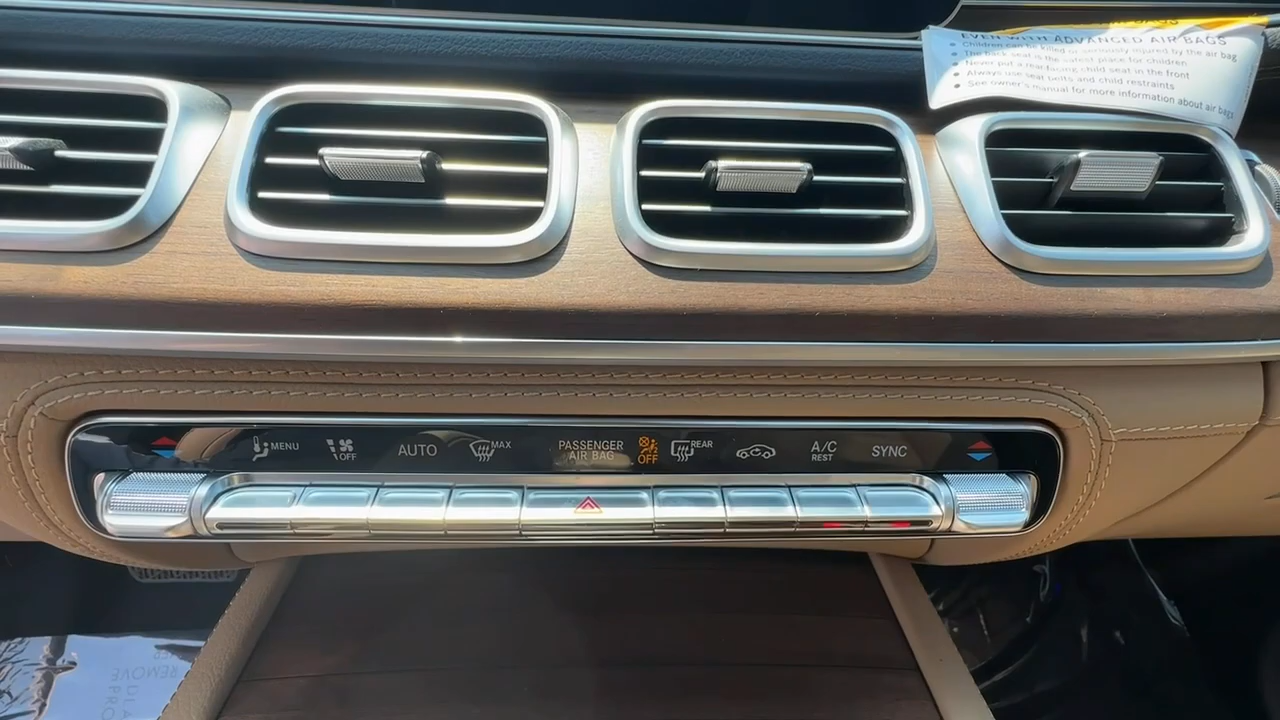 EVEN WITH ADVANCED AIR BAGS
• Children can be killed or seriously injured by the air bag
• The back seat is the safest place for children
• Never put a rear-facing child seat in the front
• Always use seat belts and child restraints
• See owner's manual for more information about air bags
MENU
OFF
AUTO
MAX
PASSENGER
AIR BAG
OFF
REAR
A/C
REST
SYNC
REMOVE